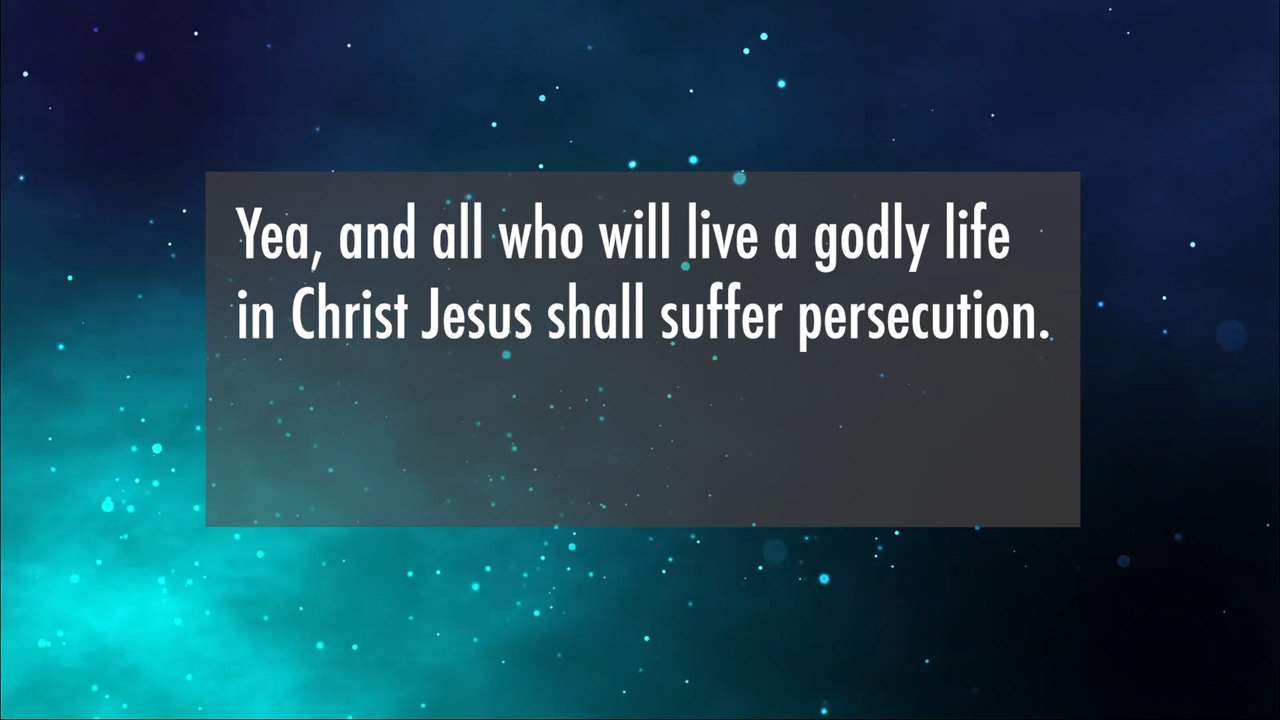 Yea, and all who will live a godly life
in Christ Jesus shall suffer persecution.